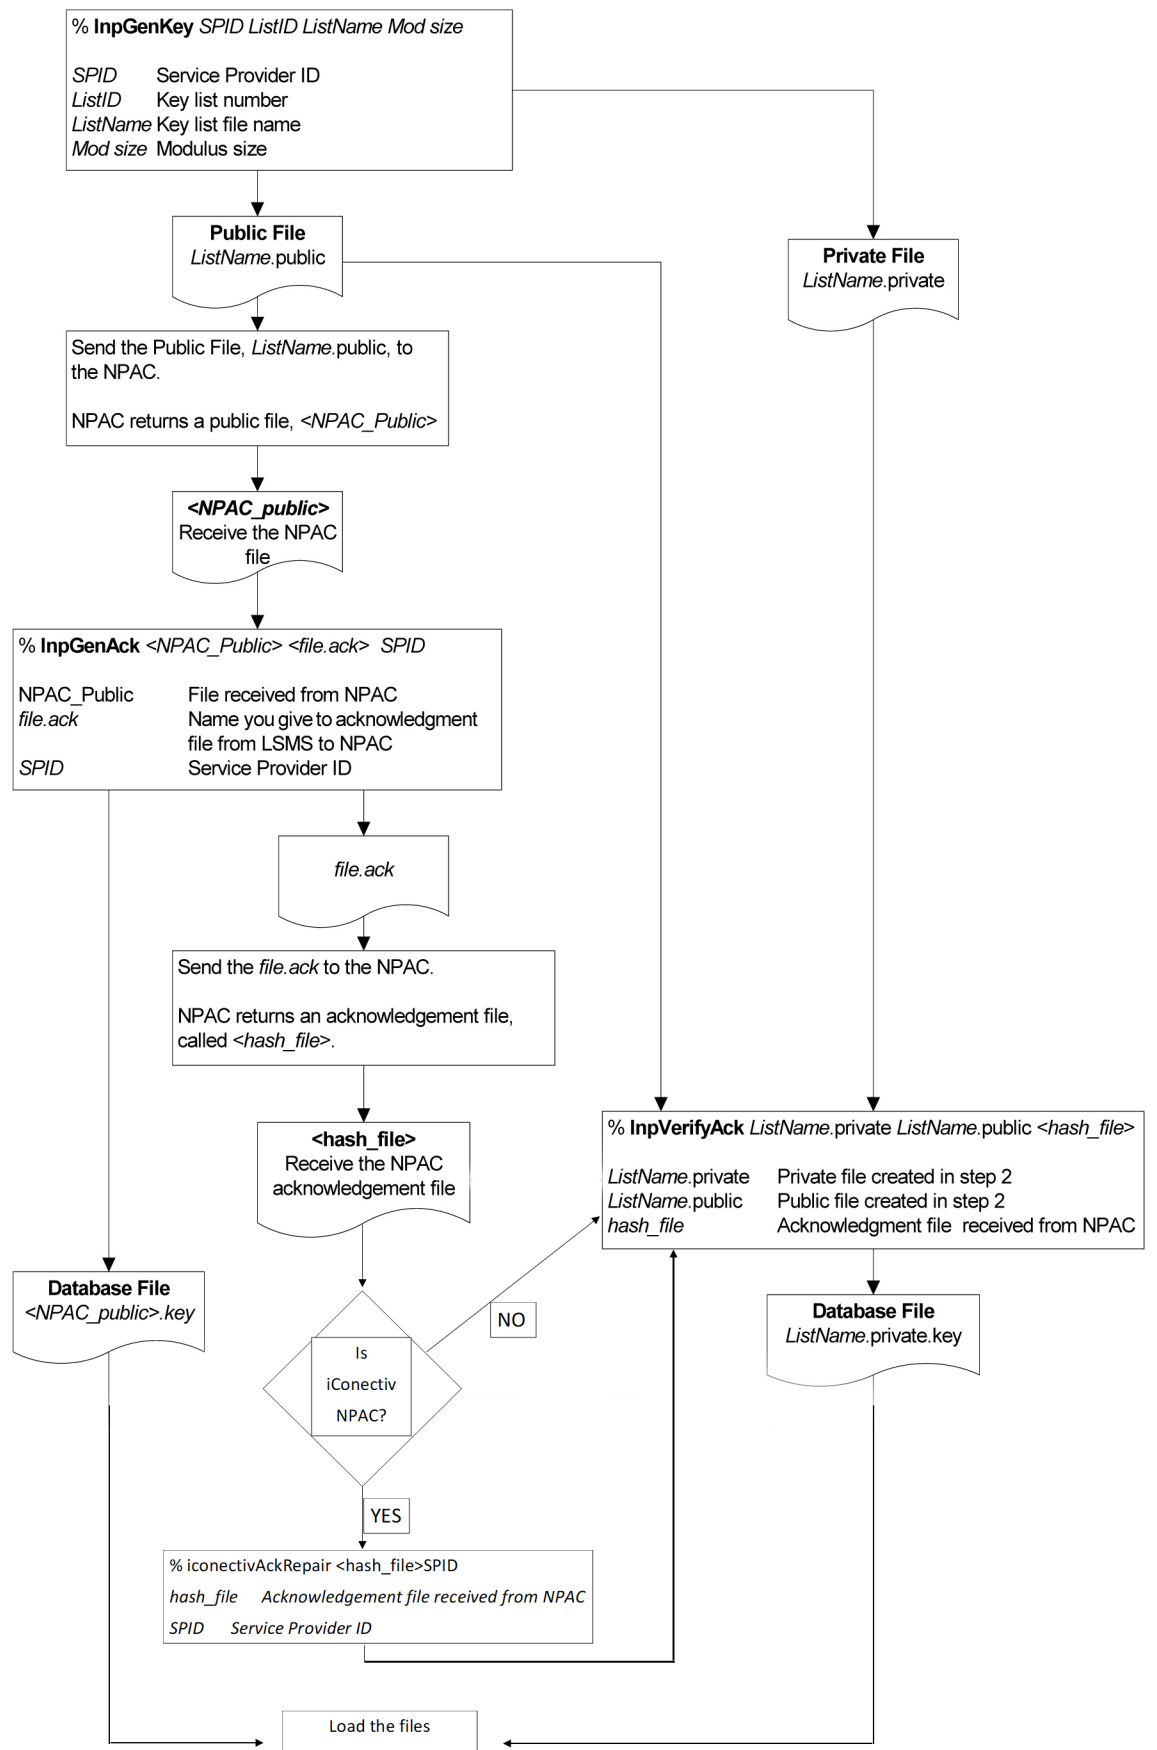 % InpGenKey SPID ListID ListName Mod size
SPID Service Provider ID
ListID Key list number
ListName Key list file name
Mod size Modulus size
Public File
ListName.public
Private File
ListName.private
Send the Public File, ListName.public, to
the NPAC.
NPAC returns a public file, <NPAC_Public>
<NPAC_public>
Receive the NPAC
file
% InpGenAck <NPAC_Public> <file.ack> SPID
NPAC_Public File received from NPAC
file.ack Name you give to acknowledgment
file from LSMS to NPAC
SPID Service Provider ID
file.ack
Send the file.ack to the NPAC.
NPAC returns an acknowledgement file,
called <hash_file>.
<hash_file>
Receive the NPAC
acknowledgement file
% InpVerifyAck ListName.private ListName.public <hash_file>
ListName.private Private file created in step 2
ListName.public Public file created in step 2
hash_file Acknowledgment file received from NPAC
Database File
<NPAC_public>.key
Database File
ListName.private.key
NO
Is
iConectiv
NPAC?
YES
% iconectivAckRepair <hash_file>SPID
hash_file Acknowledgement file received from NPAC
SPID Service Provider ID
Load the files